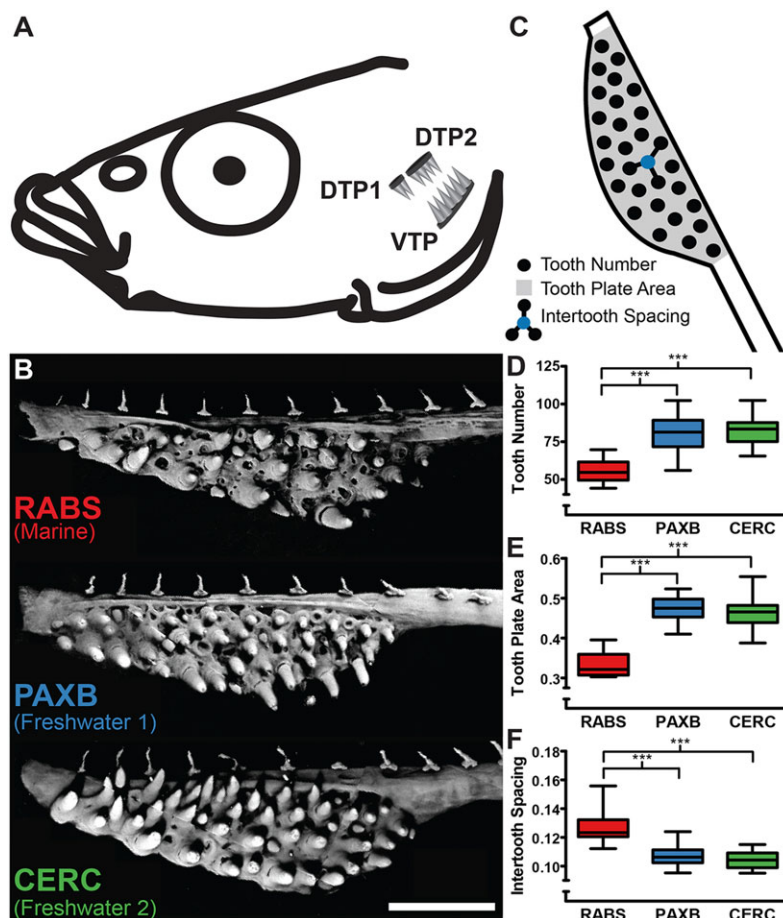 A
DTP2
DTP1
VTP
C
Tooth Number
Tooth Plate Area
Intertooth Spacing
B
RABS
(Marine)
PAXB
(Freshwater 1)
CERC
(Freshwater 2)
D
Tooth Number
125
100
75
50
***
***
RABS PAXB CERC
E
Tooth Plate Area
0.6
0.5
0.4
0.3
***
***
RABS PAXB CERC
F
Intertooth Spacing
0.18
0.16
0.14
0.12
0.10
***
***
RABS PAXB CERC